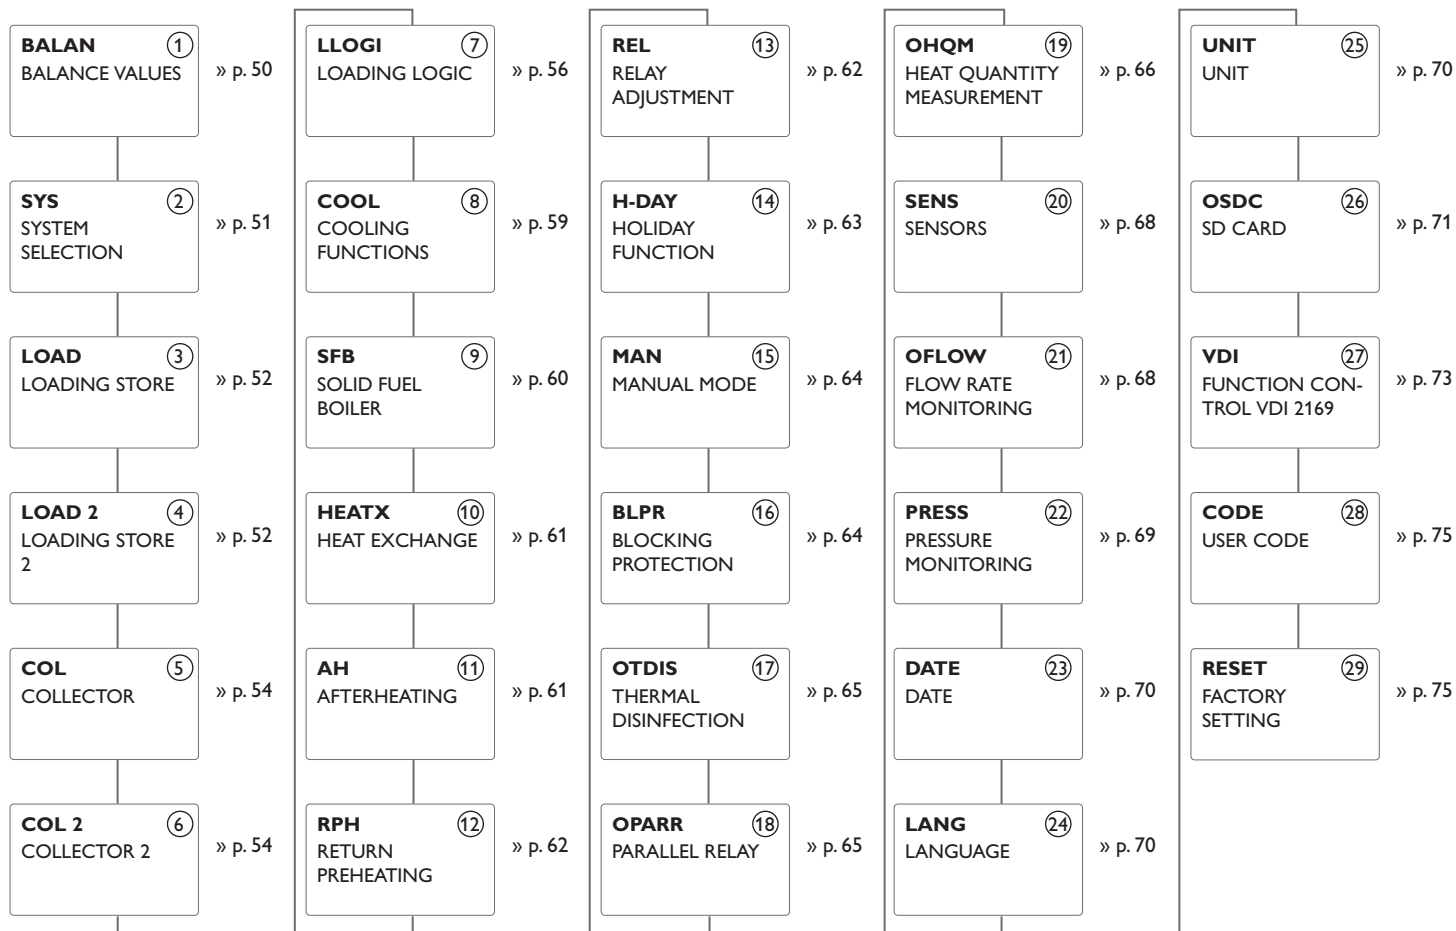 BALAN 1
BALANCE VALUES
» p. 50
SYS 2
SYSTEM
SELECTION
» p. 51
LOAD 3
LOADING STORE
» p. 52
LOAD 2 4
LOADING STORE
2
» p. 52
COL 5
COLLECTOR
» p. 54
COL 2 6
COLLECTOR 2
» p. 54
LLOGI 7
LOADING LOGIC
» p. 56
COOL 8
COOLING
FUNCTIONS
» p. 59
SFB 9
SOLID FUEL
BOILER
» p. 60
HEATX 10
HEAT EXCHANGE
» p. 61
AH 11
AFTERHEATING
» p. 61
RPH 12
RETURN
PREHEATING
» p. 62
REL 13
RELAY
ADJUSTMENT
» p. 62
H-DAY 14
HOLIDAY
FUNCTION
» p. 63
MAN 15
MANUAL MODE
» p. 64
BLPR 16
BLOCKING
PROTECTION
» p. 64
OTDIS 17
THERMAL
DISINFECTION
» p. 65
OPARR 18
PARALLEL RELAY
» p. 65
OHQM 19
HEAT QUANTITY
MEASUREMENT
» p. 66
SENS 20
SENSORS
» p. 68
OFLOW 21
FLOW RATE
MONITORING
» p. 68
PRESS 22
PRESSURE
MONITORING
» p. 69
DATE 23
DATE
» p. 70
LANG 24
LANGUAGE
» p. 70
UNIT 25
UNIT
» p. 70
OSDC 26
SD CARD
» p. 71
VDI 27
FUNCTION CON-
TROL VDI 2169
» p. 73
CODE 28
USER CODE
» p. 75
RESET 29
FACTORY
SETTING
» p. 75